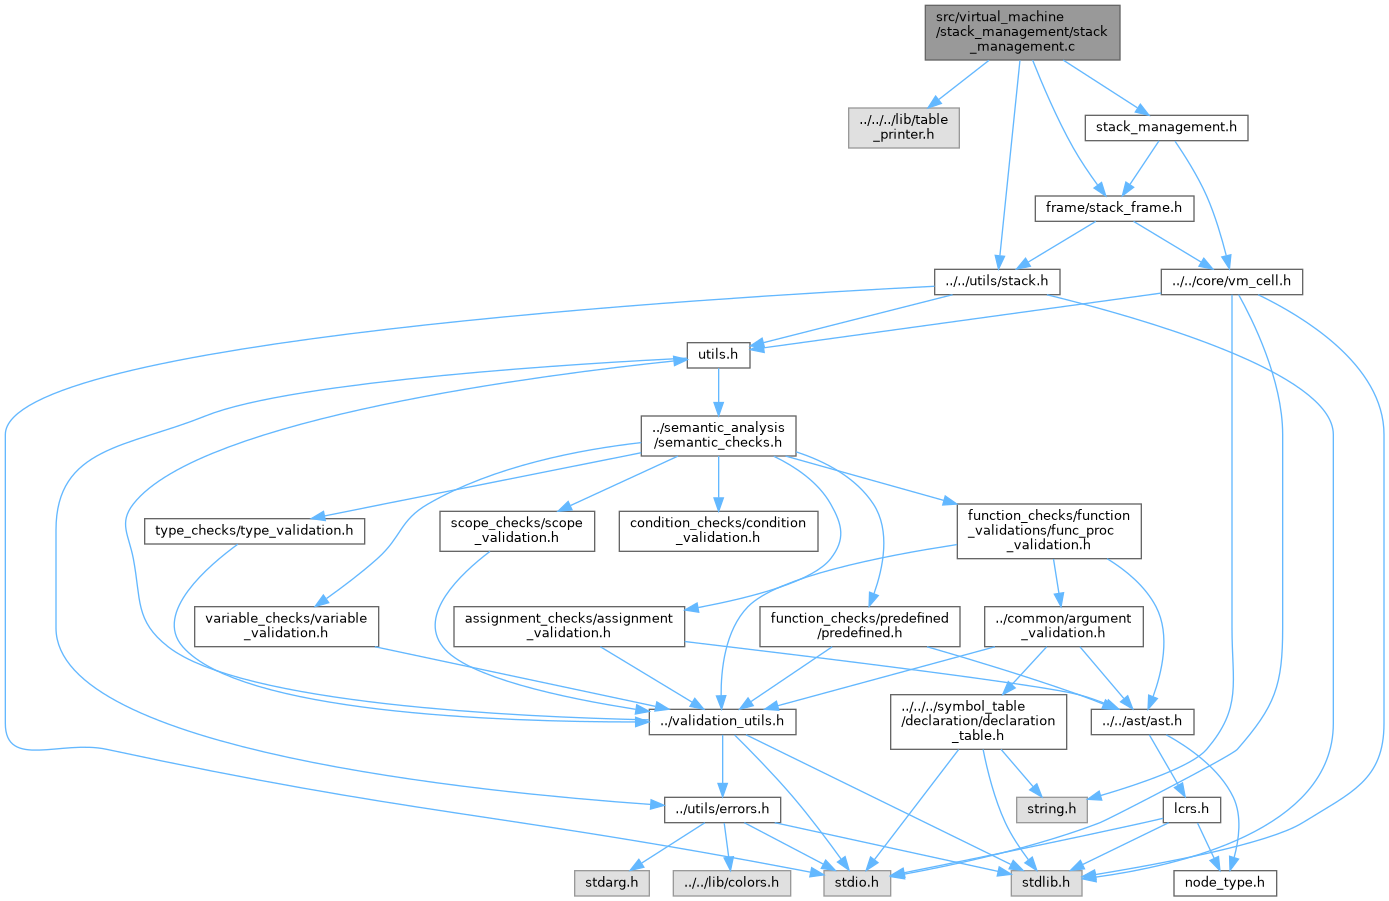 src/virtual_machine
/stack_management/stack
_management.c
../../../lib/table
_printer.h
stack_management.h
frame/stack_frame.h
../../utils/stack.h
../../core/vm_cell.h
utils.h
../semantic_analysis
/semantic_checks.h
type_checks/type_validation.h
scope_checks/scope
_validation.h
condition_checks/condition
_validation.h
function_checks/function
_validations/func_proc
_validation.h
variable_checks/variable
_validation.h
assignment_checks/assignment
_validation.h
function_checks/predefined
/predefined.h
../common/argument
_validation.h
../validation_utils.h
../../../symbol_table
/declaration/declaration
_table.h
../../ast/ast.h
../utils/errors.h
string.h
lcrs.h
stdarg.h
../../lib/colors.h
stdio.h
stdlib.h
node_type.h